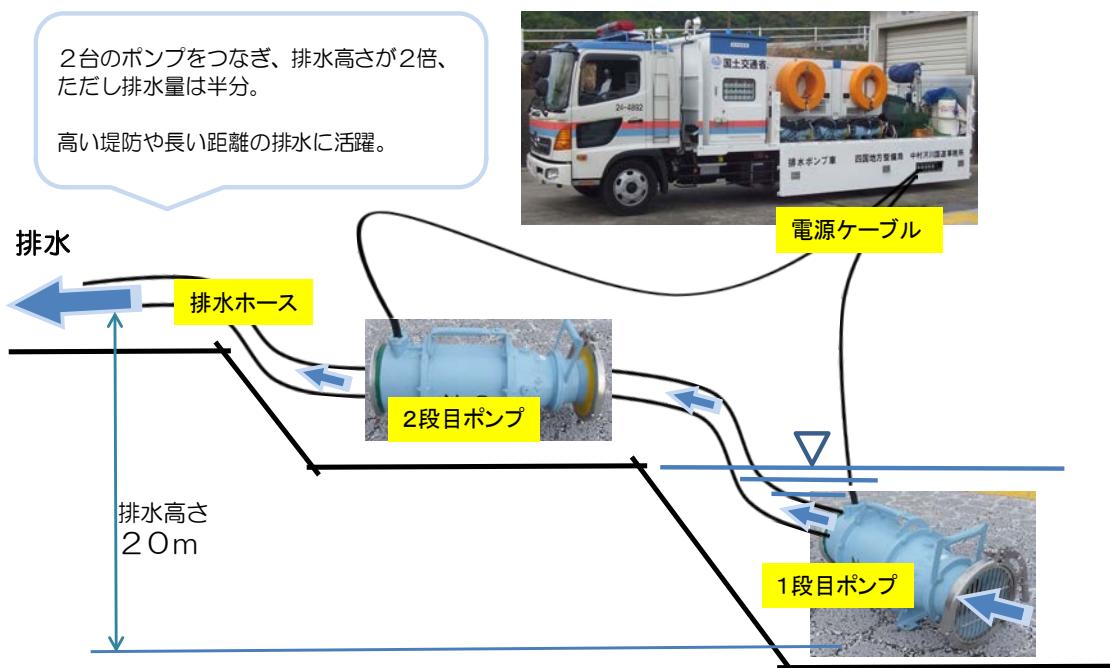 ２台のポンプをつなぎ、排水高さが２倍、
ただし排水量は半分。
高い堤防や長い距離の排水に活躍。
国土交通省
24-4892
排水ポンプ車 四国地方整備局 中村河川国道事務所
電源ケーブル
排水
排水ホース
２段目ポンプ
排水高さ
２０ｍ
１段目ポンプ